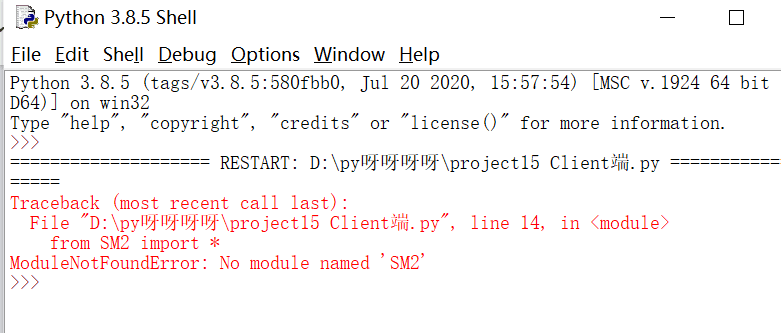 Python 3.8.5 Shell
File Edit Shell Debug Options Window Help
Python 3.8.5 (tags/v3.8.5:580fbb0, Jul 20 2020, 15:57:54) [MSC v.1924 64 bit
D64)] on win32
Type "help", "copyright", "credits" or "license()" for more information.
>>>
==================== RESTART: D:\py呀呀呀呀\project15 Client端.py ===========
=====
Traceback (most recent call last):
  File "D:\py呀呀呀呀\project15 Client端.py", line 14, in <module>
    from SM2 import *
ModuleNotFoundError: No module named 'SM2'
>>>